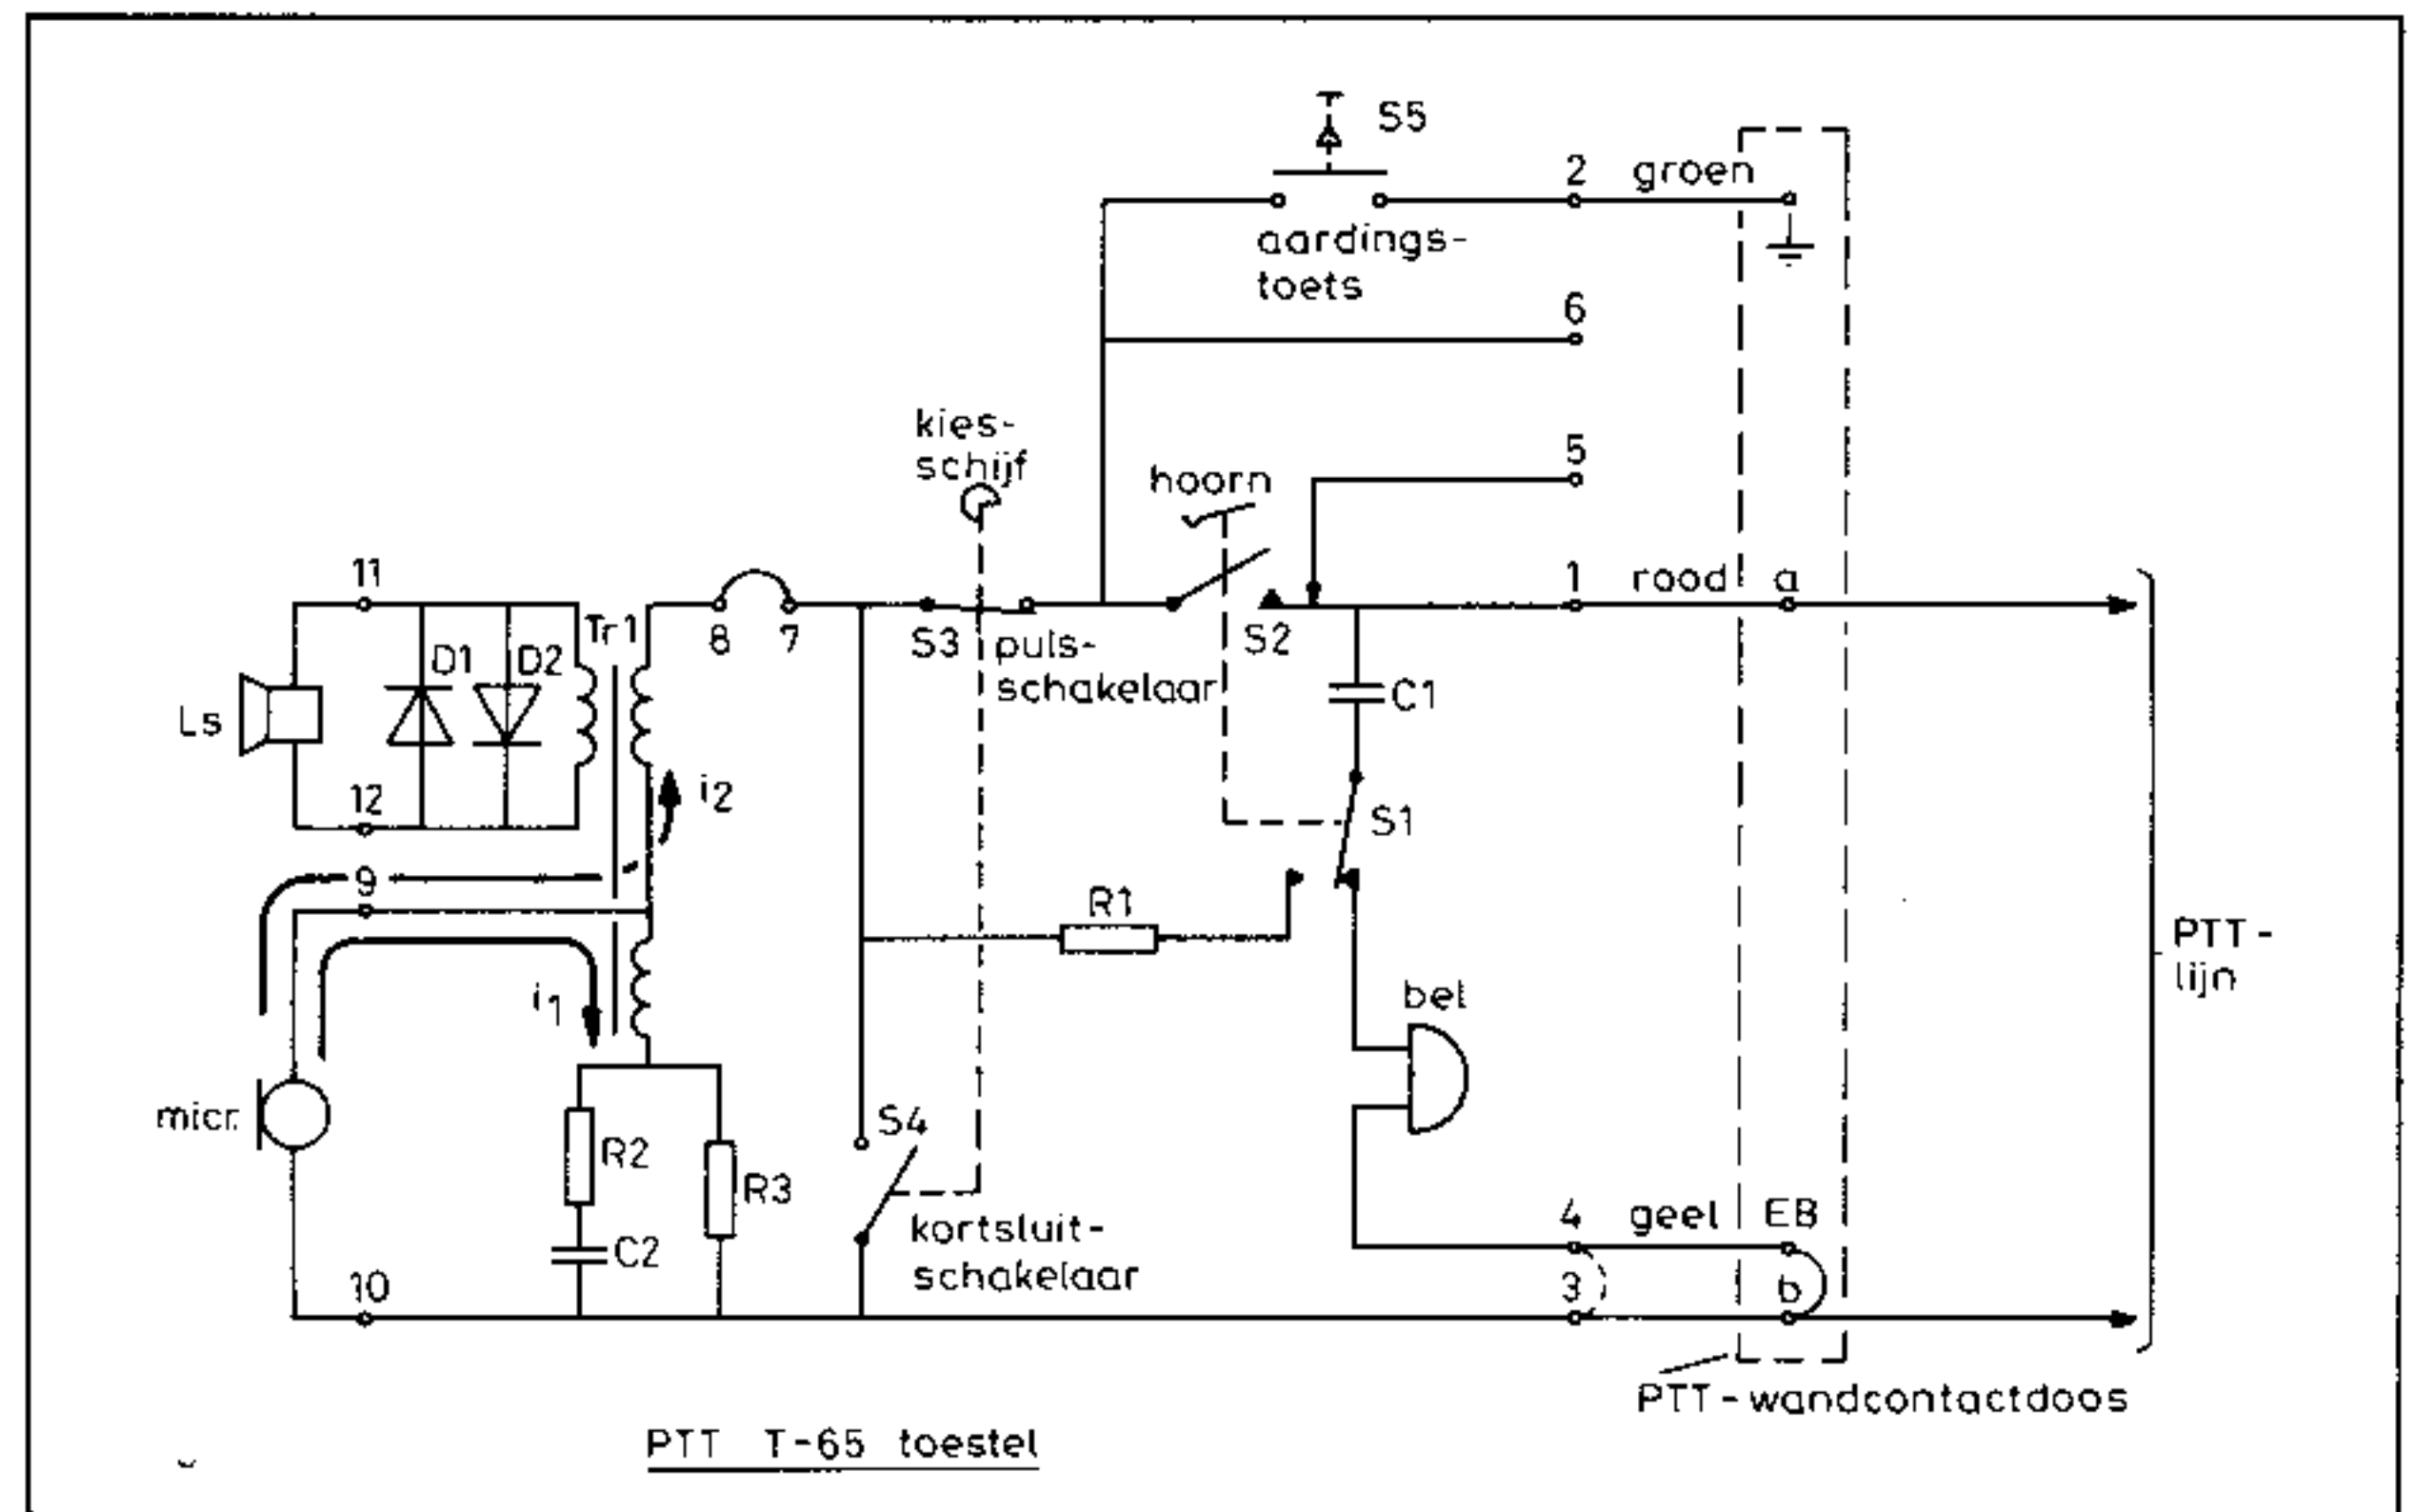 S5
2 groen
aardings-
toets
6
kies-
schijf
5
hoorn
11
1 rood a
Tr1
8 7
S3 puls-
schakelaar
S2
D1 D2
C1
Ls
12
i2
S1
9
R1
PTT-
lijn
i1
bel
micr.
S4
R2
R3
kortsluit-
schakelaar
4 geel EB
C2
10
3 b
PTT-wandcontactdoos
PTT T-65 toestel